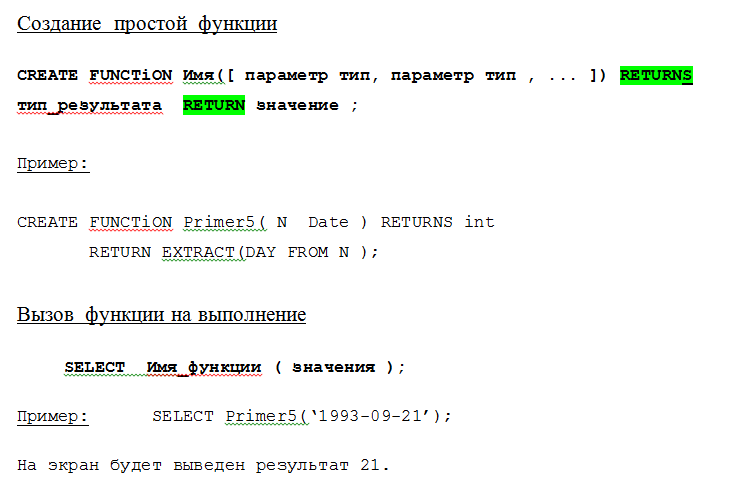 Создание простой функции
CREATE FUNCTiON Имя([ параметр тип, параметр тип , ... ]) RETURNS
тип_результата RETURN значение ;
Пример:
CREATE FUNCTiON Primer5( N Date ) RETURNS int
RETURN EXTRACT(DAY FROM N );
Вызов функции на выполнение
SELECT Имя_функции ( значения );
Пример: SELECT Primer5(‘1993-09-21’);
На экран будет выведен результат 21.